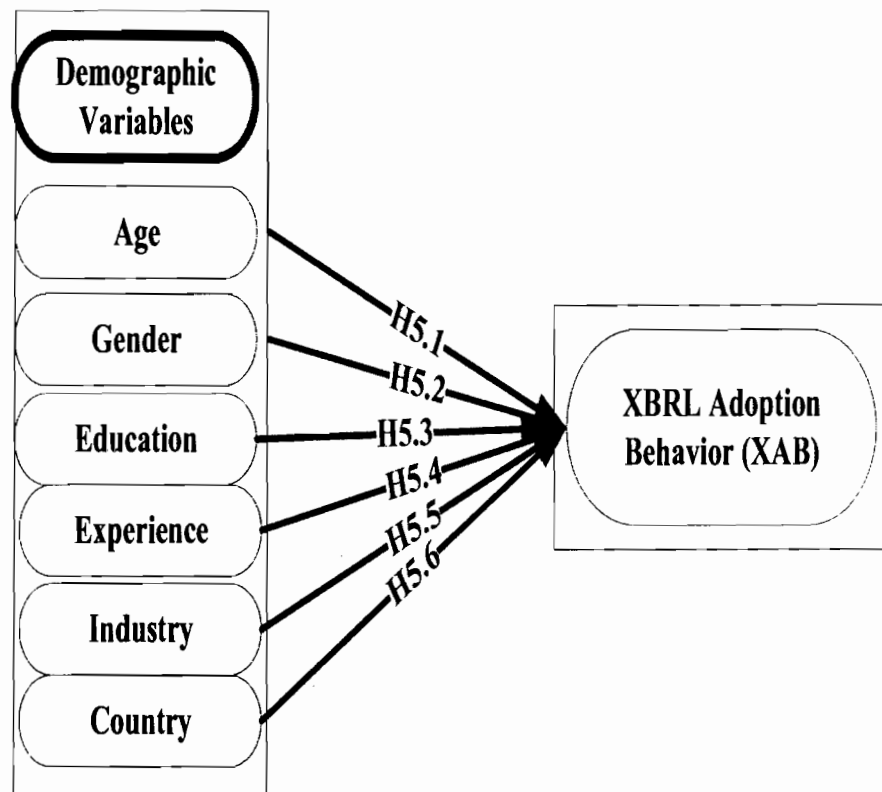 Demographic
Variables
Age
Gender
Education
Experience
Industry
Country
H5.1
H5.2
H5.3
H5.4
H5.5
H5.6
XBRL Adoption
Behavior (XAB)